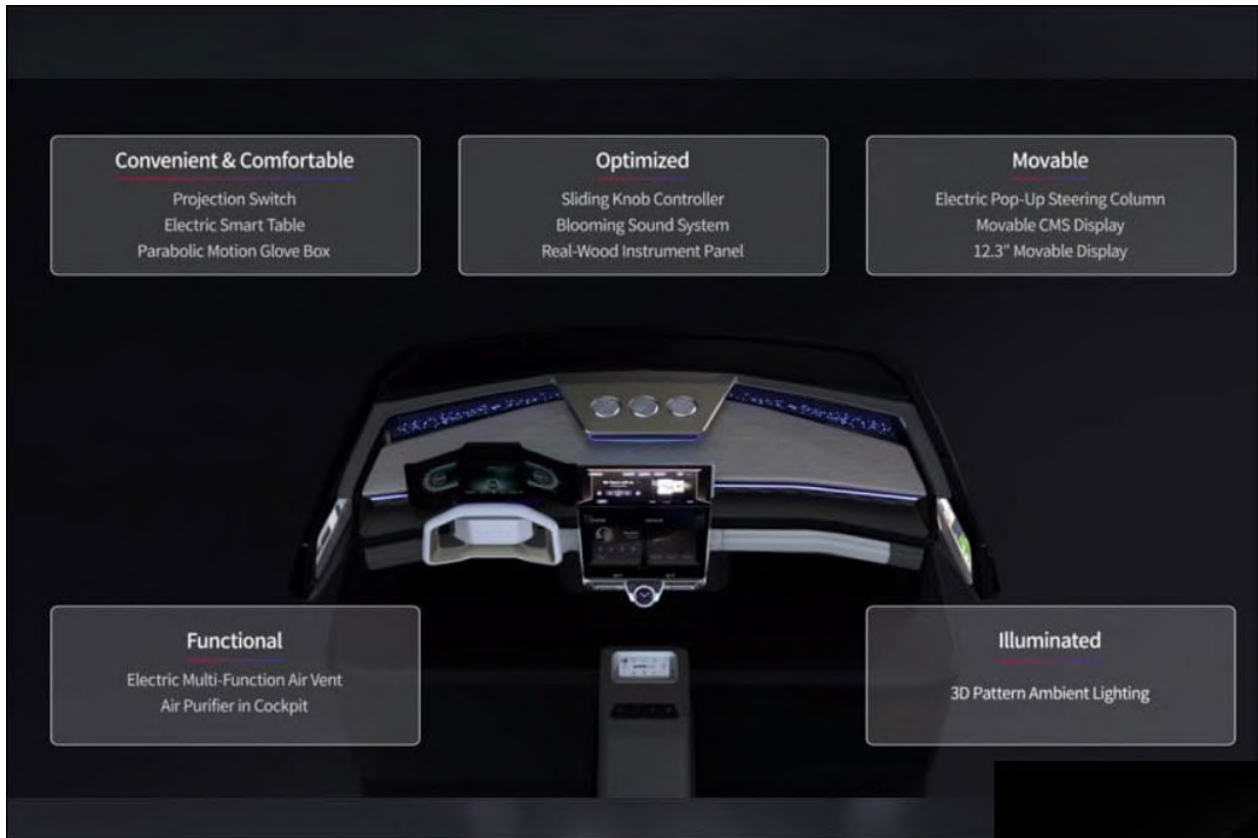 Convenient & Comfortable
Projection Switch
Electric Smart Table
Parabolic Motion Glove Box
Optimized
Sliding Knob Controller
Blooming Sound System
Real-Wood Instrument Panel
Movable
Electric Pop-Up Steering Column
Movable CMS Display
12.3" Movable Display
Functional
Electric Multi-Function Air Vent
Air Purifier in Cockpit
Illuminated
3D Pattern Ambient Lighting